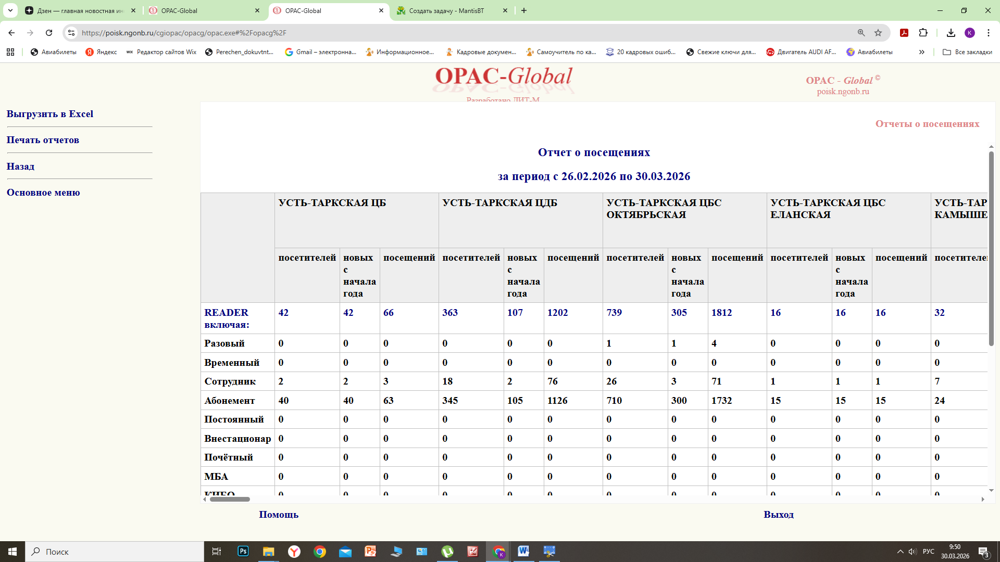 Дзен — главная новостная ин
OPAC-Global
OPAC-Global
Создать задачу - MantisBT
https://poisk.ngonb.ru/cgiopac/opacg/opac.exe#%2Fopacg%2F
K
Авиабилеты
Яндекс
WIX Редактор сайтов Wix
Perechen_dokuvtnt...
Gmail – электронна...
Информационное...
Кадровые докумен...
Самоучитель по ка...
20 кадровых ошиб...
Свежие ключи для...
Двигатель AUDI AF...
Авиабилеты
Все закладки
OPAC-Global
Разработано ДИТ-М
OPAC - Global ©
poisk.ngonb.ru
Выгрузить в Excel
Печать отчетов
Назад
Основное меню
Отчеты о посещениях
Отчет о посещениях
за период с 26.02.2026 по 30.03.2026
УСТЬ-ТАРКСКАЯ ЦБ УСТЬ-ТАРКСКАЯ ЦДБ УСТЬ-ТАРКСКАЯ ЦБС УСТЬ-ТАРКСКАЯ ЦБС УСТЬ-ТАР
ОКТЯБРЬСКАЯ ЕЛАНСКАЯ КАМЫШЕ
посетителей новых посещений посетителей новых посещений посетителей новых посещений посетителей новых посещений посетителе
с с с с
начала начала начала начала
года года года года
READER 42 42 66 363 107 1202 739 305 1812 16 16 16 32
включая:
Разовый 0 0 0 0 0 0 1 1 4 0 0 0 0
Временный 0 0 0 0 0 0 0 0 0 0 0 0 0
Сотрудник 2 2 3 18 2 76 26 3 71 1 1 1 7
Абонемент 40 40 63 345 105 1126 710 300 1732 15 15 15 24
Постоянный 0 0 0 0 0 0 0 0 0 0 0 0 0
Внестационар 0 0 0 0 0 0 0 0 0 0 0 0 0
Почётный 0 0 0 0 0 0 0 0 0 0 0 0 0
МБА 0 0 0 0 0 0 0 0 0 0 0 0 0
КИБО 0 0 0 0 0 0 0 0 0 0 0 0 0
Помощь
Выход
Поиск
Ps
РУС
9:50
30.03.2026
3